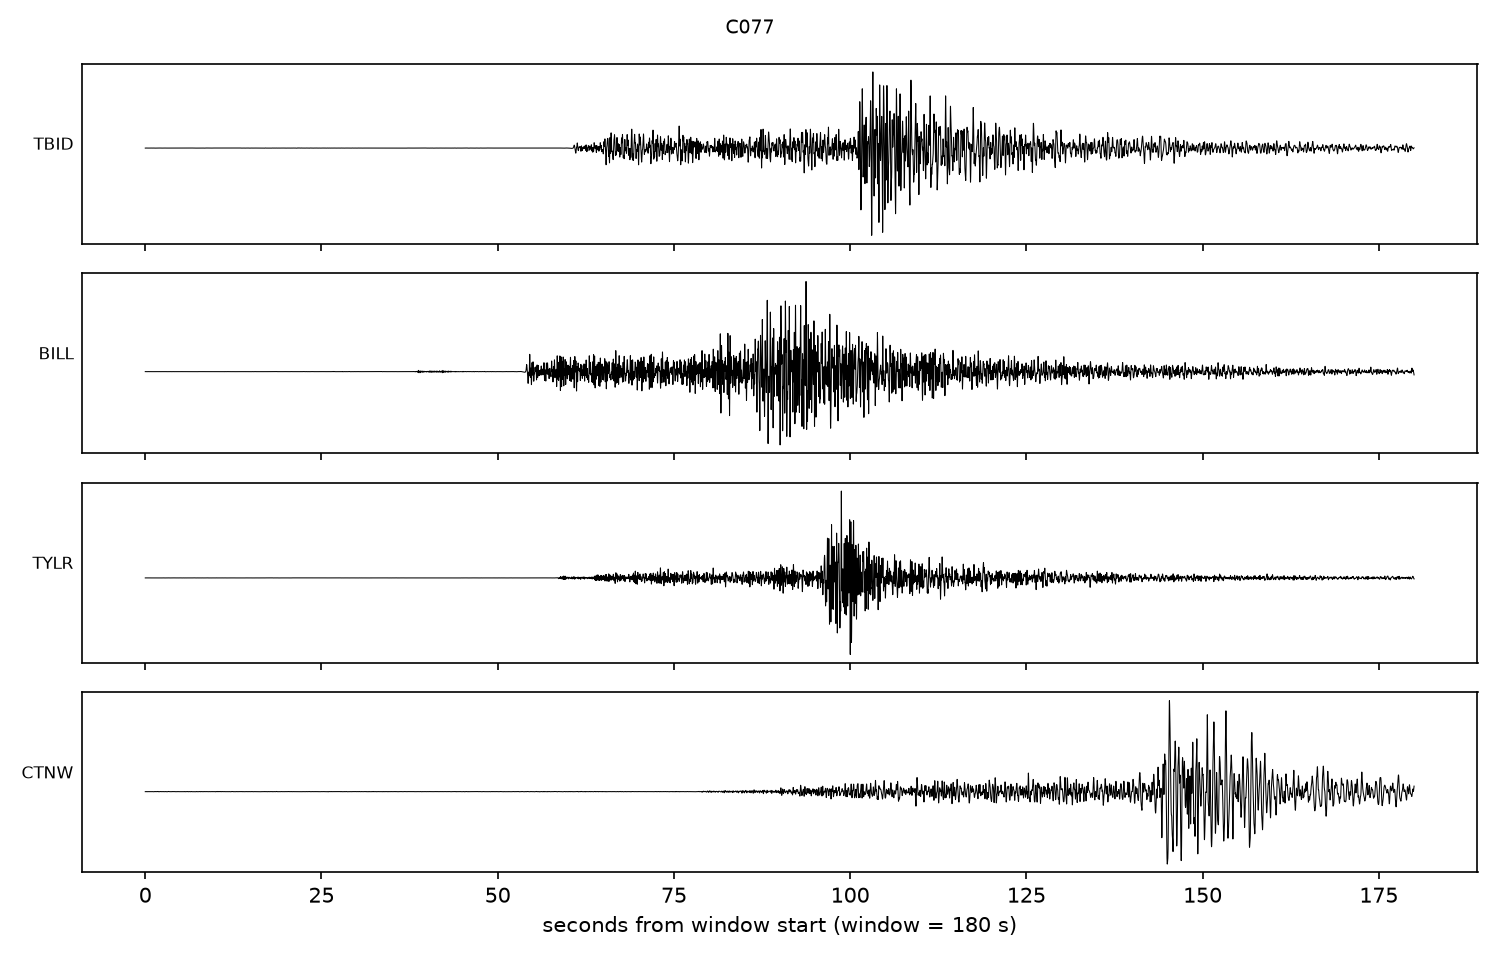 C077
TBID
BILL
TYLR
CTNW
0 25 50 75 100 125 150 175
seconds from window start (window = 180 s)